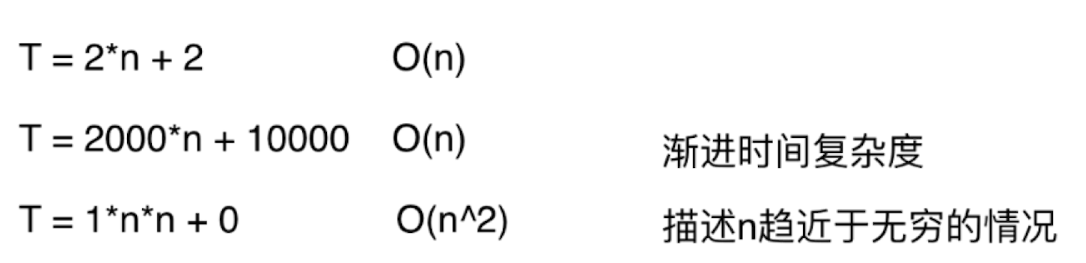 T = 2*n + 2 O(n)
T = 2000*n + 10000 O(n)
渐进时间复杂度
T = 1*n*n + 0 O(n^2)
描述n趋近于无穷的情况